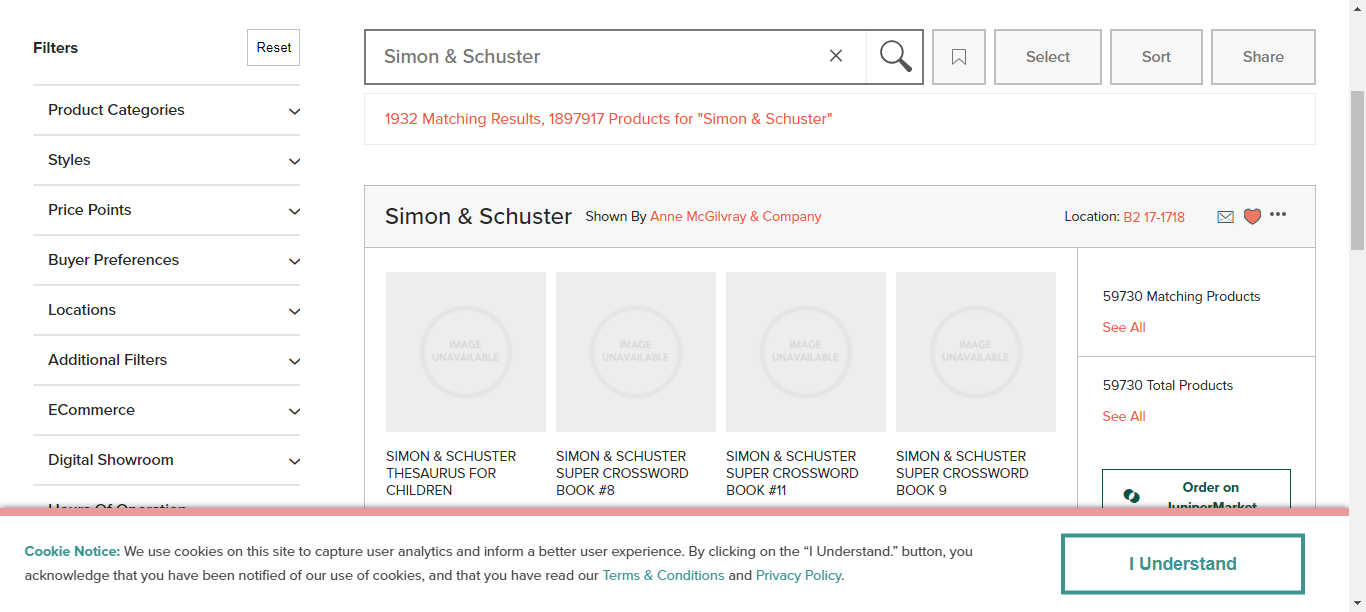 Filters
Reset
Product Categories
Styles
Price Points
Buyer Preferences
Locations
Additional Filters
ECommerce
Digital Showroom
Hours Of Operation
Simon & Schuster
Select
Sort
Share
1932 Matching Results, 1897917 Products for "Simon & Schuster"
Simon & Schuster Shown By Anne McGilvray & Company
Location: B2 17-1718
IMAGE
UNAVAILABLE
IMAGE
UNAVAILABLE
IMAGE
UNAVAILABLE
IMAGE
UNAVAILABLE
SIMON & SCHUSTER
THESAURUS FOR
CHILDREN
SIMON & SCHUSTER
SUPER CROSSWORD
BOOK #8
SIMON & SCHUSTER
SUPER CROSSWORD
BOOK #11
SIMON & SCHUSTER
SUPER CROSSWORD
BOOK 9
59730 Matching Products
See All
59730 Total Products
See All
Order on
JuniperMarket
Cookie Notice: We use cookies on this site to capture user analytics and inform a better user experience. By clicking on the “I Understand.” button, you
acknowledge that you have been notified of our use of cookies, and that you have read our Terms & Conditions and Privacy Policy.
I Understand